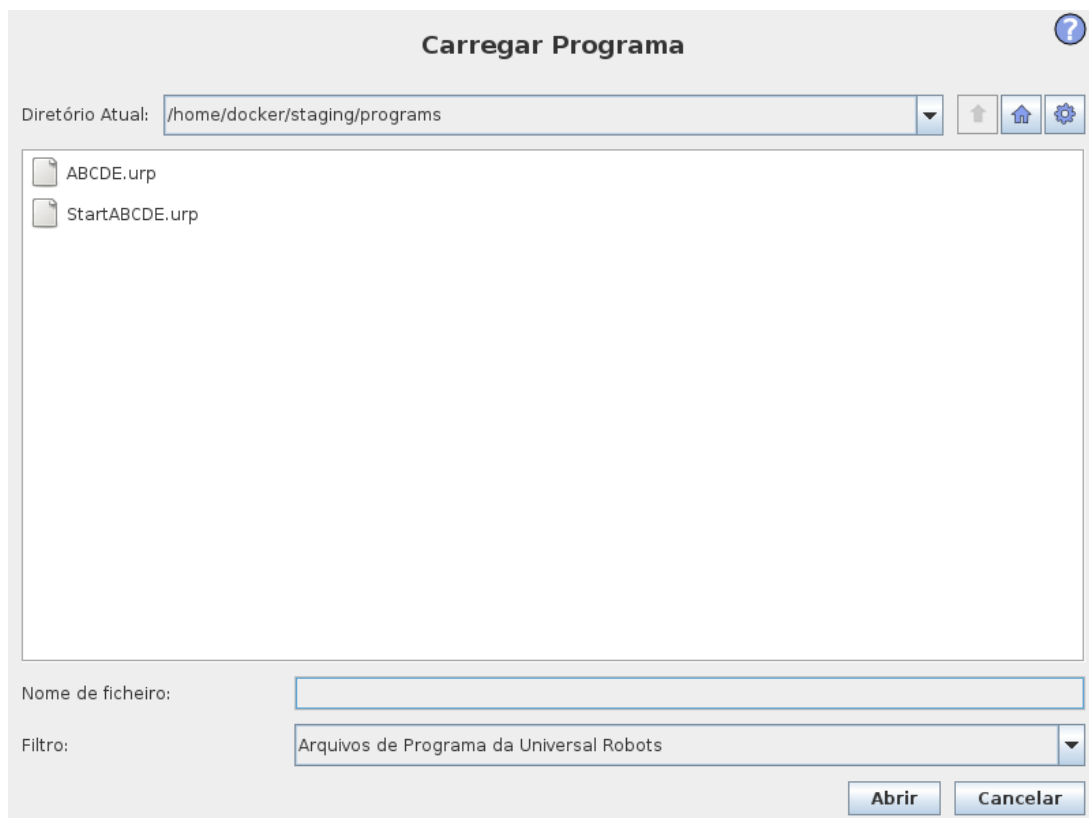 Carregar Programa
?
Diretório Atual: /home/docker/staging/programs
ABCDE.urp
StartABCDE.urp
Nome de ficheiro:
Filtro: Arquivos de Programa da Universal Robots
Abrir Cancelar